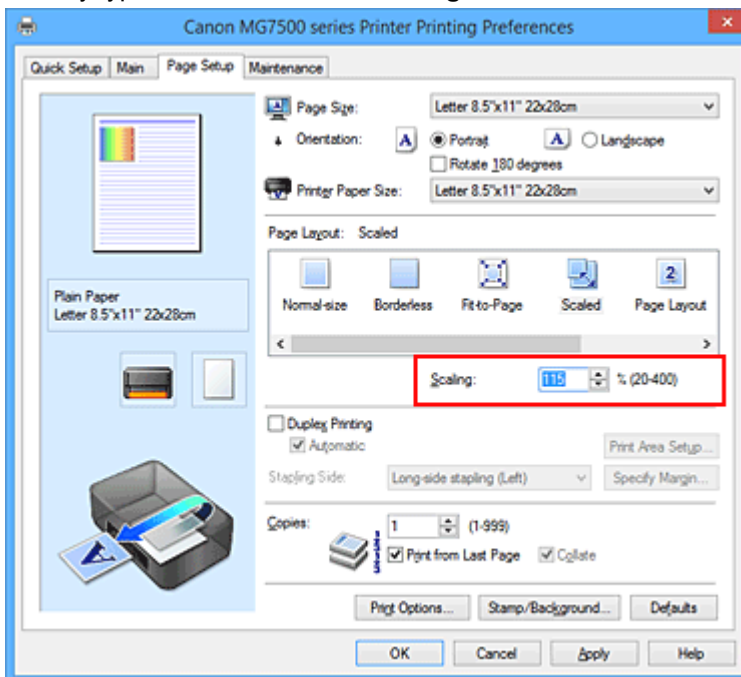 Canon MG7500 series Printer Printing Preferences
Quick Setup Main Page Setup Maintenance
Page Size: Letter 8.5"x11" 22x28cm
Orientation: A Portrait A Landscape
Rotate 180 degrees
Printer Paper Size: Letter 8.5"x11" 22x28cm
Page Layout: Scaled
Normal-size Borderless Fit-to-Page Scaled 2 Page Layout
Plain Paper
Letter 8.5"x11" 22x28cm
Scaling: 115 % (20-400)
Duplex Printing
Automatic Print Area Setup...
Stapling Side: Long-side stapling (Left) Specify Margin...
Copies: 1 (1-999)
Print from Last Page Collate
Print Options... Stamp/Background... Defaults
OK Cancel Apply Help